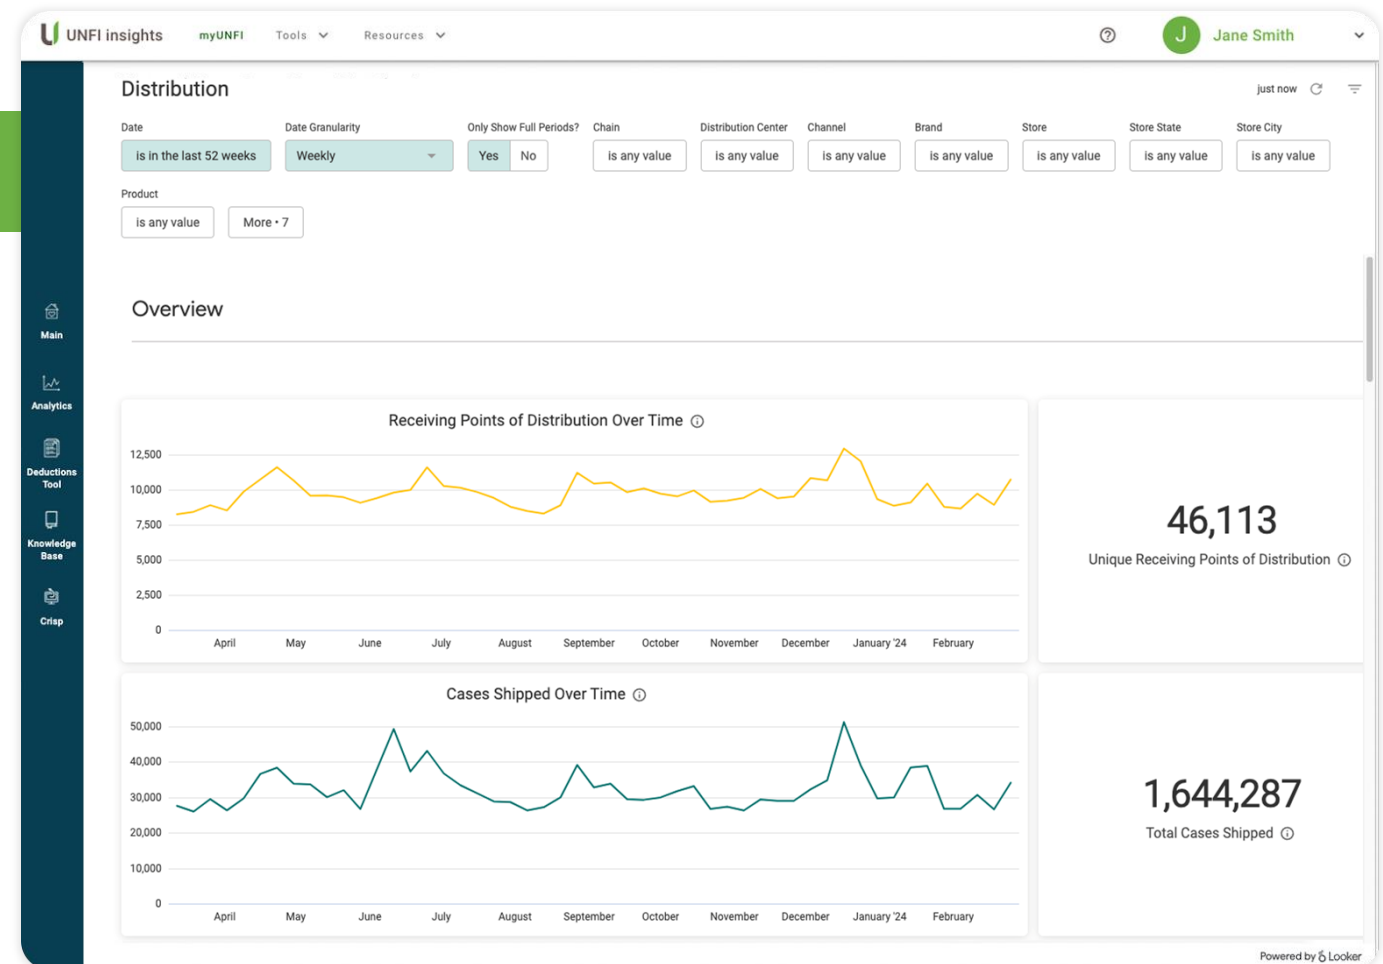 UNFI insights myUNFI Tools Resources J Jane Smith
Distribution
just now
Date Date Granularity Only Show Full Periods? Chain Distribution Center Channel Brand Store Store State Store City
is in the last 52 weeks Weekly Yes No is any value is any value is any value is any value is any value is any value is any value
Product
is any value More • 7
Main
Analytics
Deductions
Tool
Knowledge
Base
Crisp
Overview
Receiving Points of Distribution Over Time
12,500
10,000
7,500
5,000
2,500
0
April May June July August September October November December January '24 February
46,113
Unique Receiving Points of Distribution
Cases Shipped Over Time
50,000
40,000
30,000
20,000
10,000
0
April May June July August September October November December January '24 February
1,644,287
Total Cases Shipped
Powered by Looker